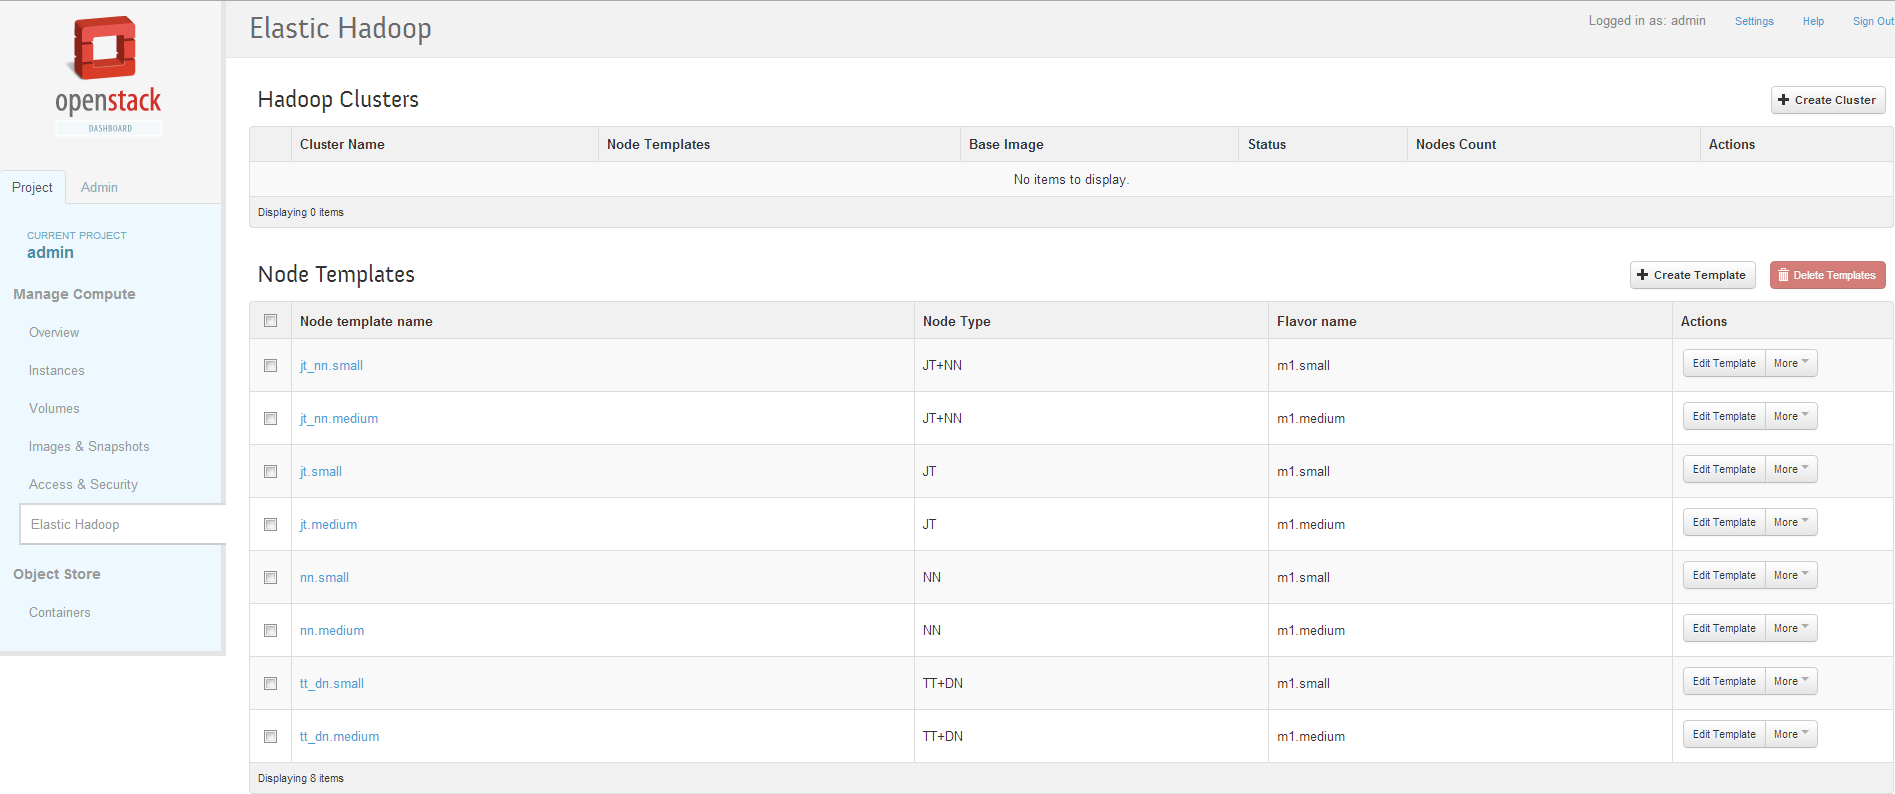 openstack
DASHBOARD
Project Admin
CURRENT PROJECT
admin
Manage Compute
Overview
Instances
Volumes
Images & Snapshots
Access & Security
Elastic Hadoop
Object Store
Containers
Elastic Hadoop
Logged in as: admin Settings Help Sign Out
Hadoop Clusters
Create Cluster
Cluster Name Node Templates Base Image Status Nodes Count Actions
No items to display.
Displaying 0 items
Node Templates
Create Template Delete Templates
Node template name Node Type Flavor name Actions
jt_nn.small JT+NN m1.small Edit Template More
jt_nn.medium JT+NN m1.medium Edit Template More
jt.small JT m1.small Edit Template More
jt.medium JT m1.medium Edit Template More
nn.small NN m1.small Edit Template More
nn.medium NN m1.medium Edit Template More
tt_dn.small TT+DN m1.small Edit Template More
tt_dn.medium TT+DN m1.medium Edit Template More
Displaying 8 items